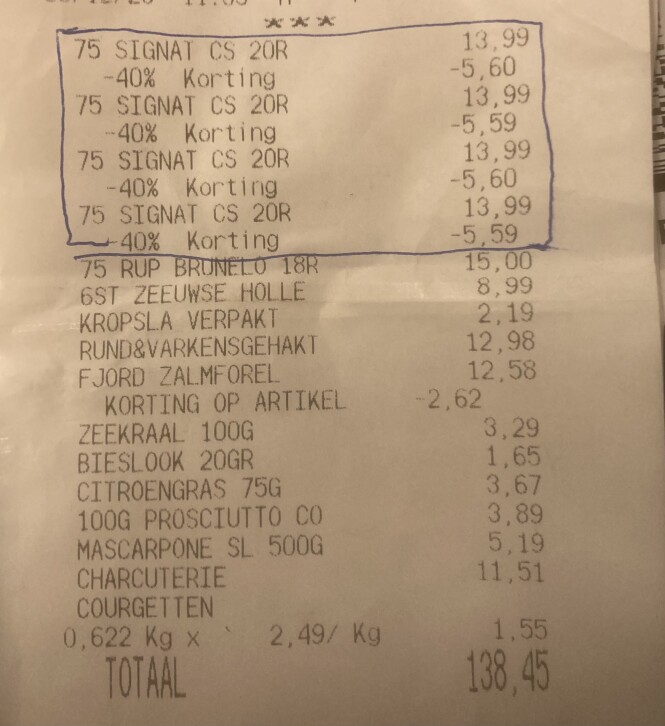 ***
75 SIGNAT CS 20R 13,99
-40% Korting -5,60
75 SIGNAT CS 20R 13,99
-40% Korting -5,59
75 SIGNAT CS 20R 13,99
-40% Korting -5,60
75 SIGNAT CS 20R 13,99
-40% Korting -5,59
75 RUP BRUNELO 18R 15,00
6ST ZEEUWSE HOLLE 8,99
KROPSLA VERPAKT 2,19
RUND&VARKENSGEHAKT 12,98
FJORD ZALMFOREL 12,58
KORTING OP ARTIKEL -2,62
ZEEKRAAL 100G 3,29
BIESLOOK 20GR 1,65
CITROENGRAS 75G 3,67
100G PROSCIUTTO CO 3,89
MASCARPONE SL 500G 5,19
CHARCUTERIE 11,51
COURGETTEN
0,622 Kg x 2,49/ Kg 1,55
TOTAAL 138,45